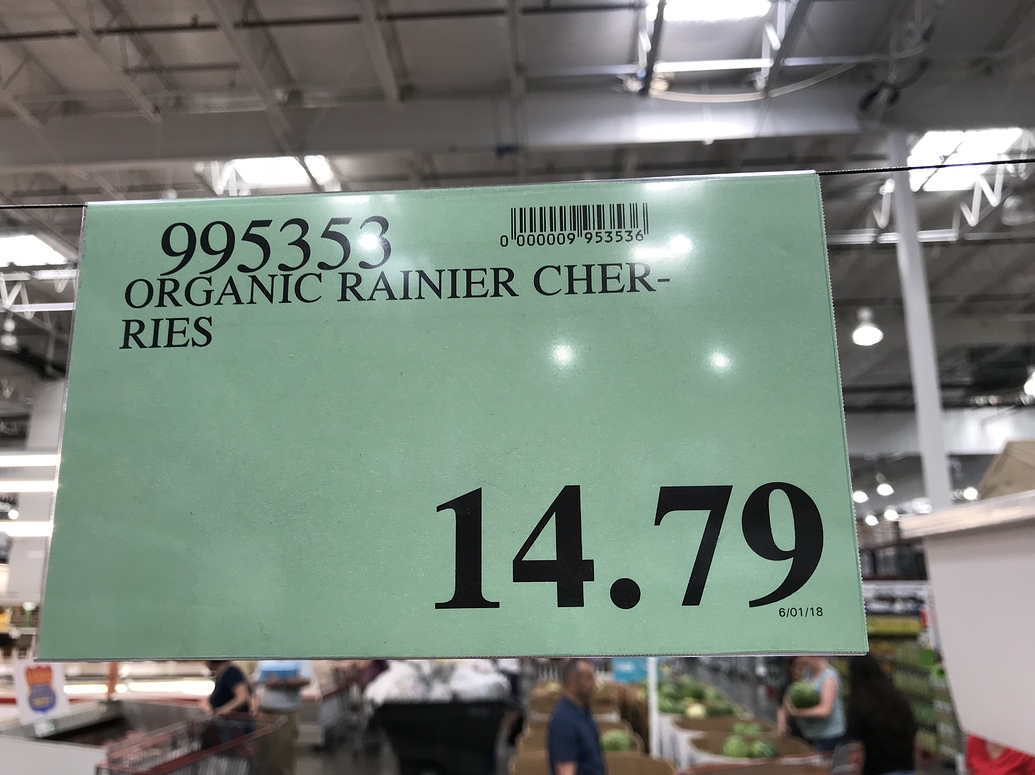 995353
0 000009 953536
ORGANIC RAINIER CHER-
RIES
14.79
6/01/18